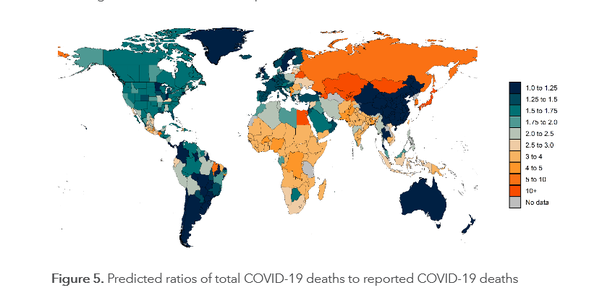 1.0 to 1.25
1.25 to 1.5
1.5 to 1.75
1.75 to 2.0
2.0 to 2.5
2.5 to 3.0
3 to 4
4 to 5
5 to 10
10+
No data
Figure 5. Predicted ratios of total COVID-19 deaths to reported COVID-19 deaths